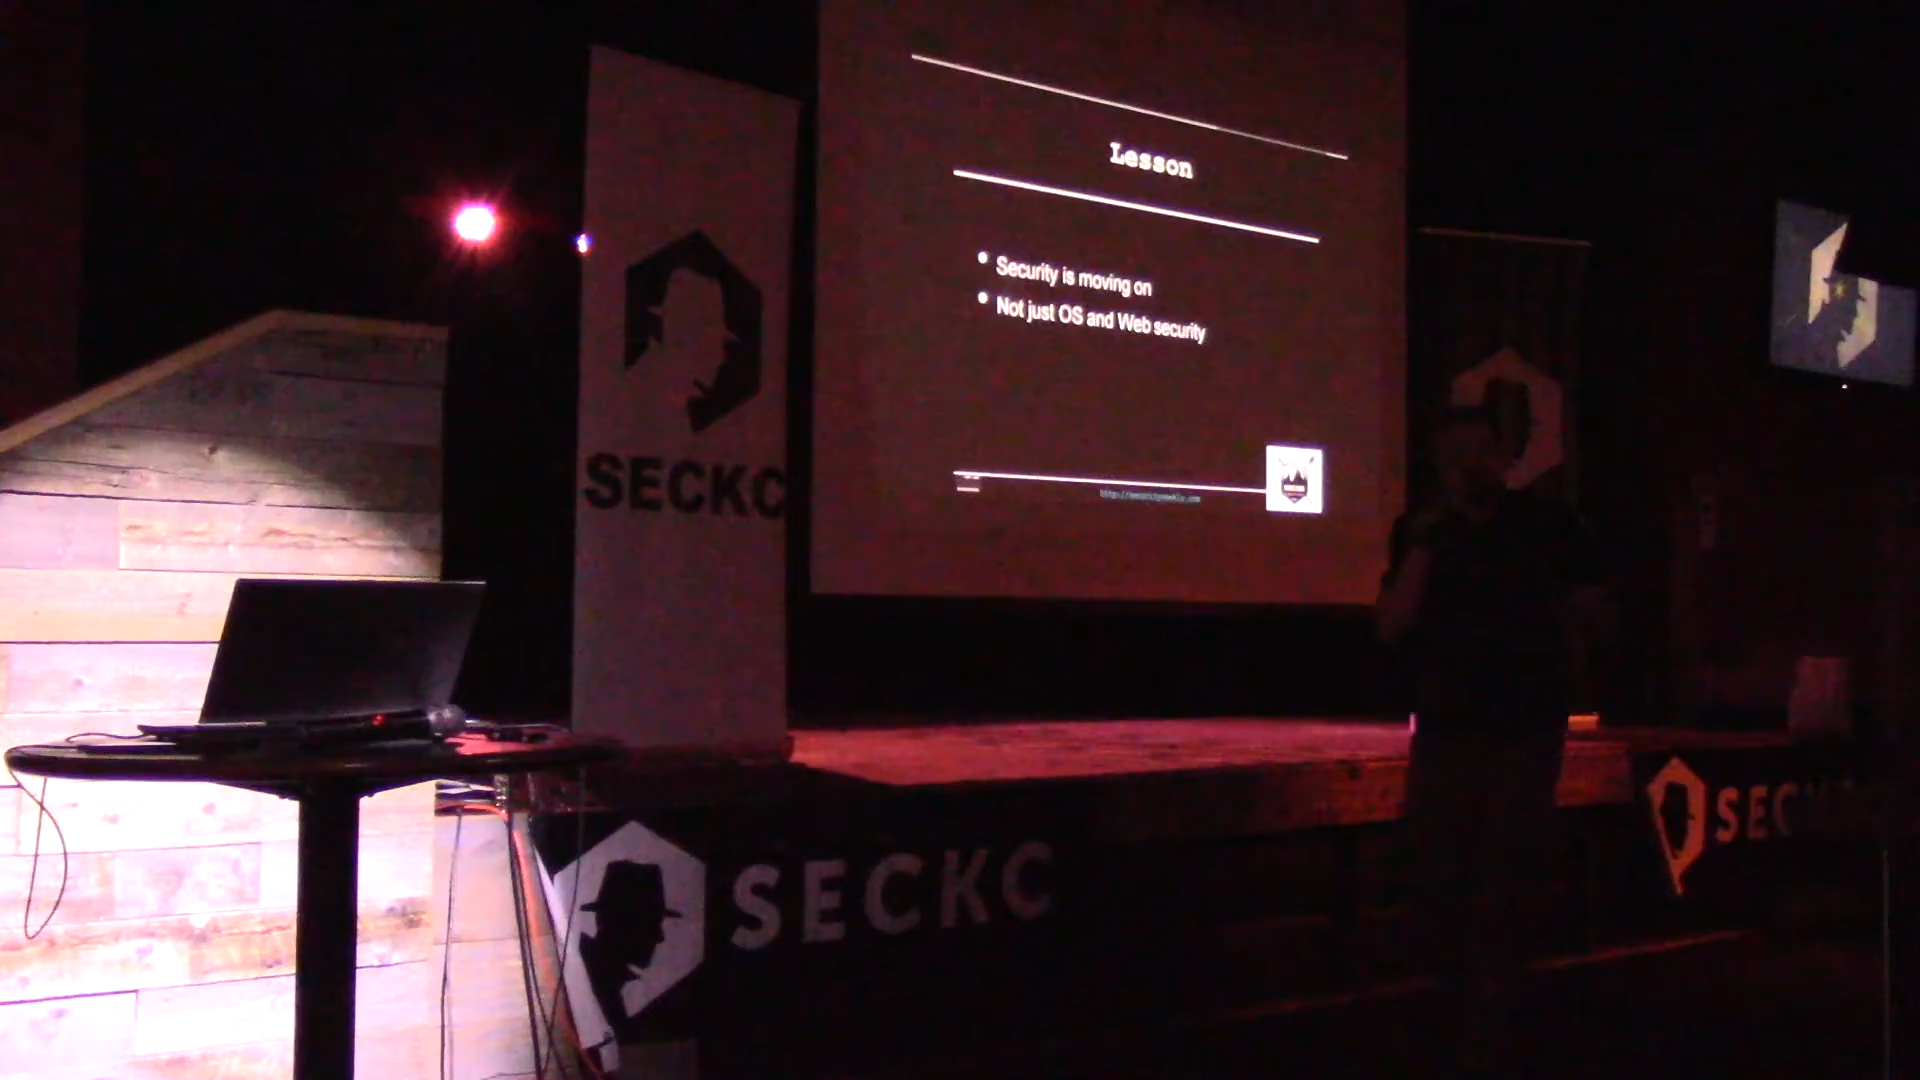 Lesson
• Security is moving on
• Not just OS and Web security
SECKC
SECKC
SEC